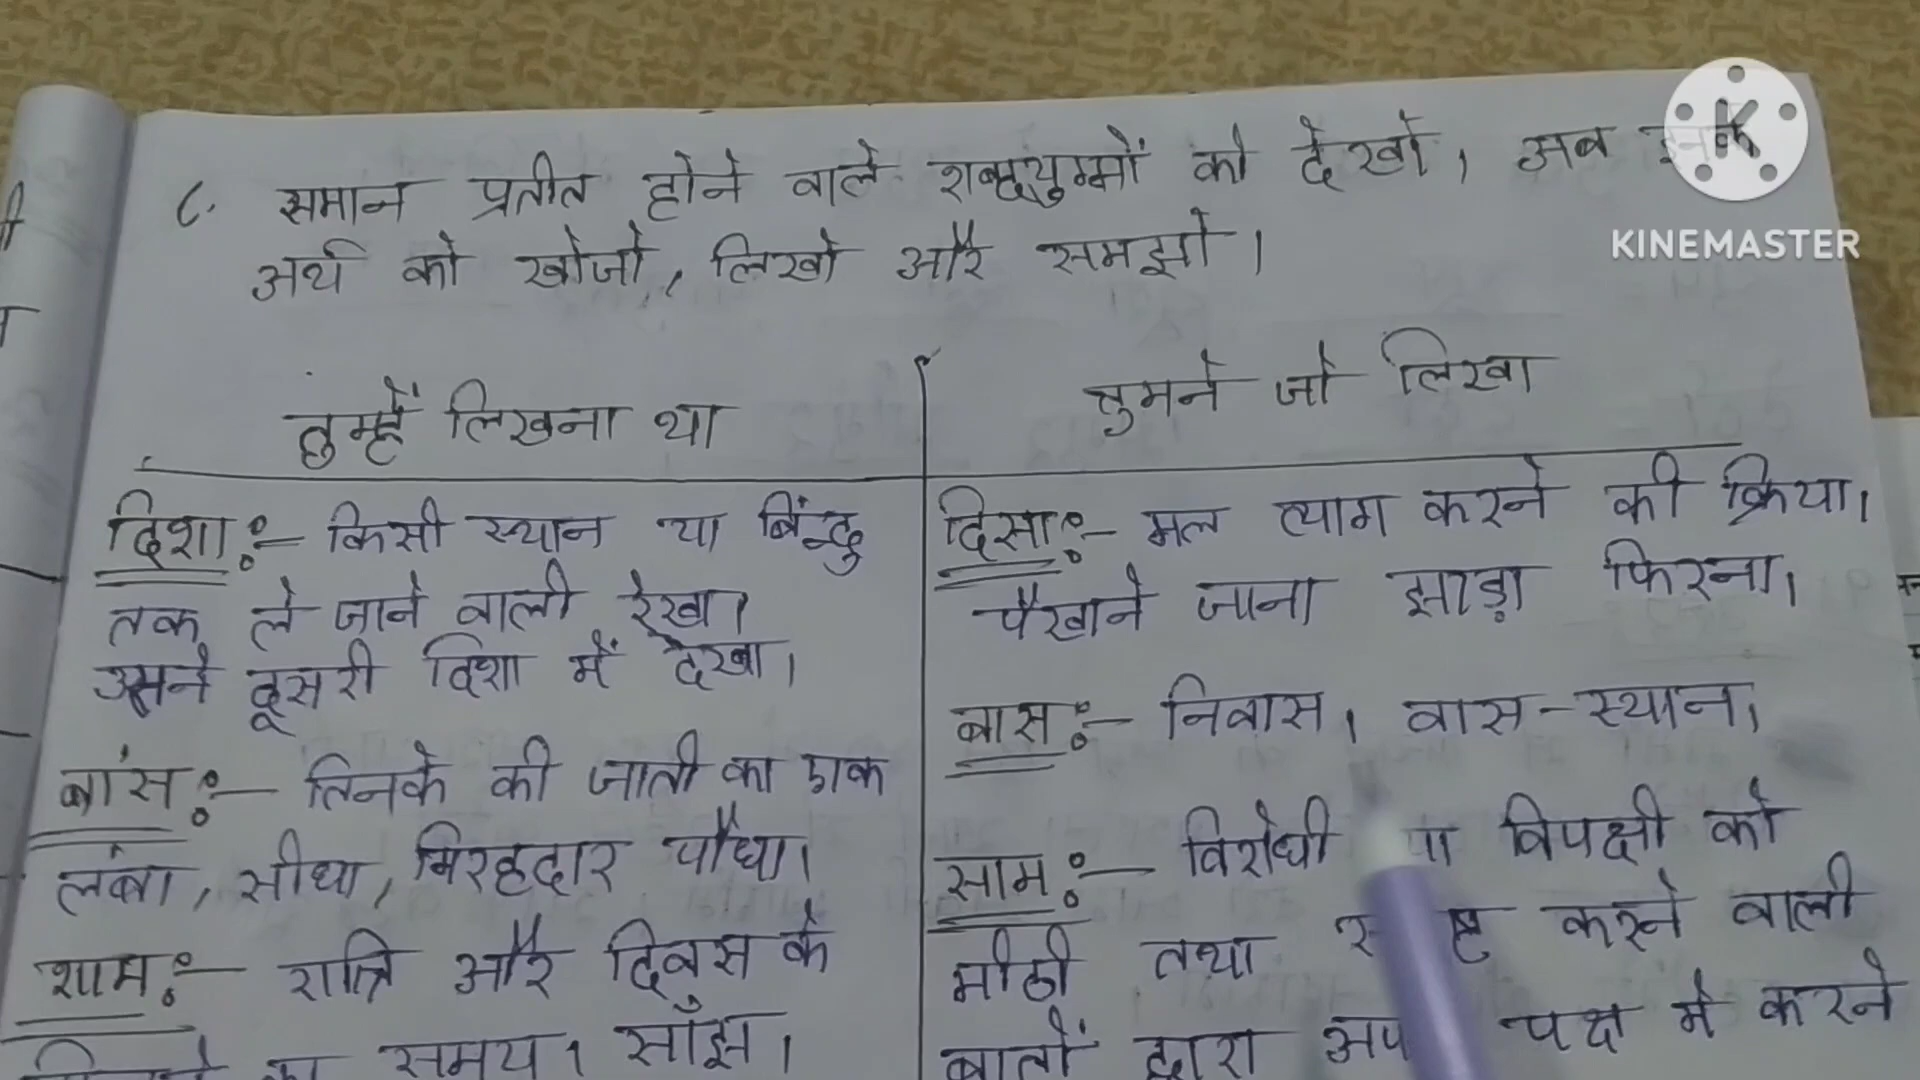 ८. समान प्रतीत होने वाले शब्दयुग्मों को देखो, अब
अर्थ को खोजो, लिखो और समझो।
KINEMASTER
तुम्हें लिखना था
तुमने जो लिखा
दिशा:- किसी स्थान या बिंन्दु
तक ले जाने वाली रेखा।
उसने दूसरी दिशा में देखा।
बांस:- तिनके की जाती का एक
लंबा, सीधा, गिरहदार पौधा।
शाम:- रात्रि और दिवस के
का समय। साँझ।
दिसा:- मल त्याग करने की क्रिया।
पैखाने जाना झाड़ा फिरना।
बास:- निवास, वास-स्थान,
साम:- विरोधी या विपक्षी को
मीठी तथा करने वाली
बातों द्वारा पक्ष में करने